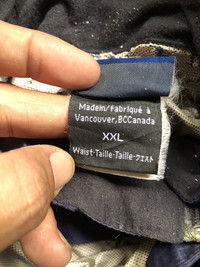 Madein/fabriqué à
Vancouver,BCCanada
XXL
Waist·Taille·Taille·ウエスト